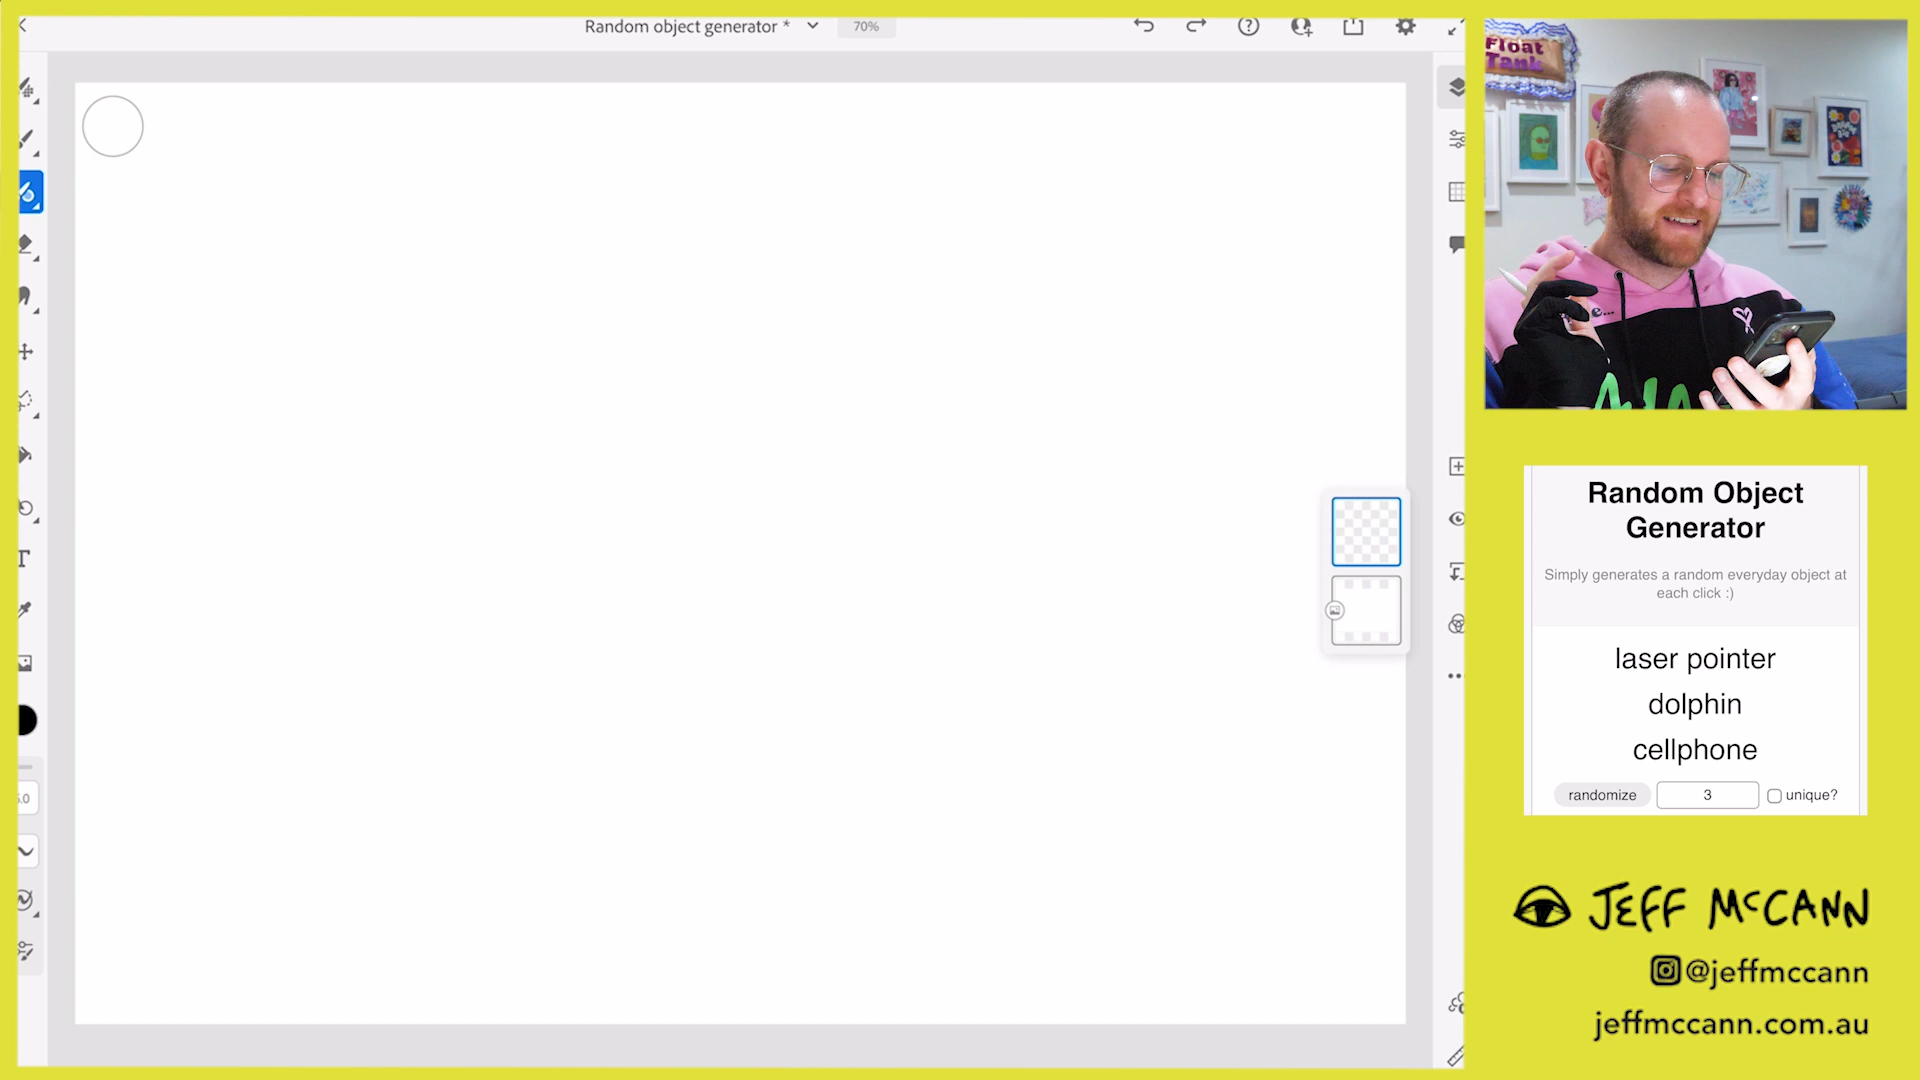 Random object generator *
70%
Float
Tank
T
Random Object
Generator
Simply generates a random everyday object at
each click :)
laser pointer
dolphin
cellphone
randomize
3
unique?
JEFF McCANN
@jeffmccann
jeffmccann.com.au